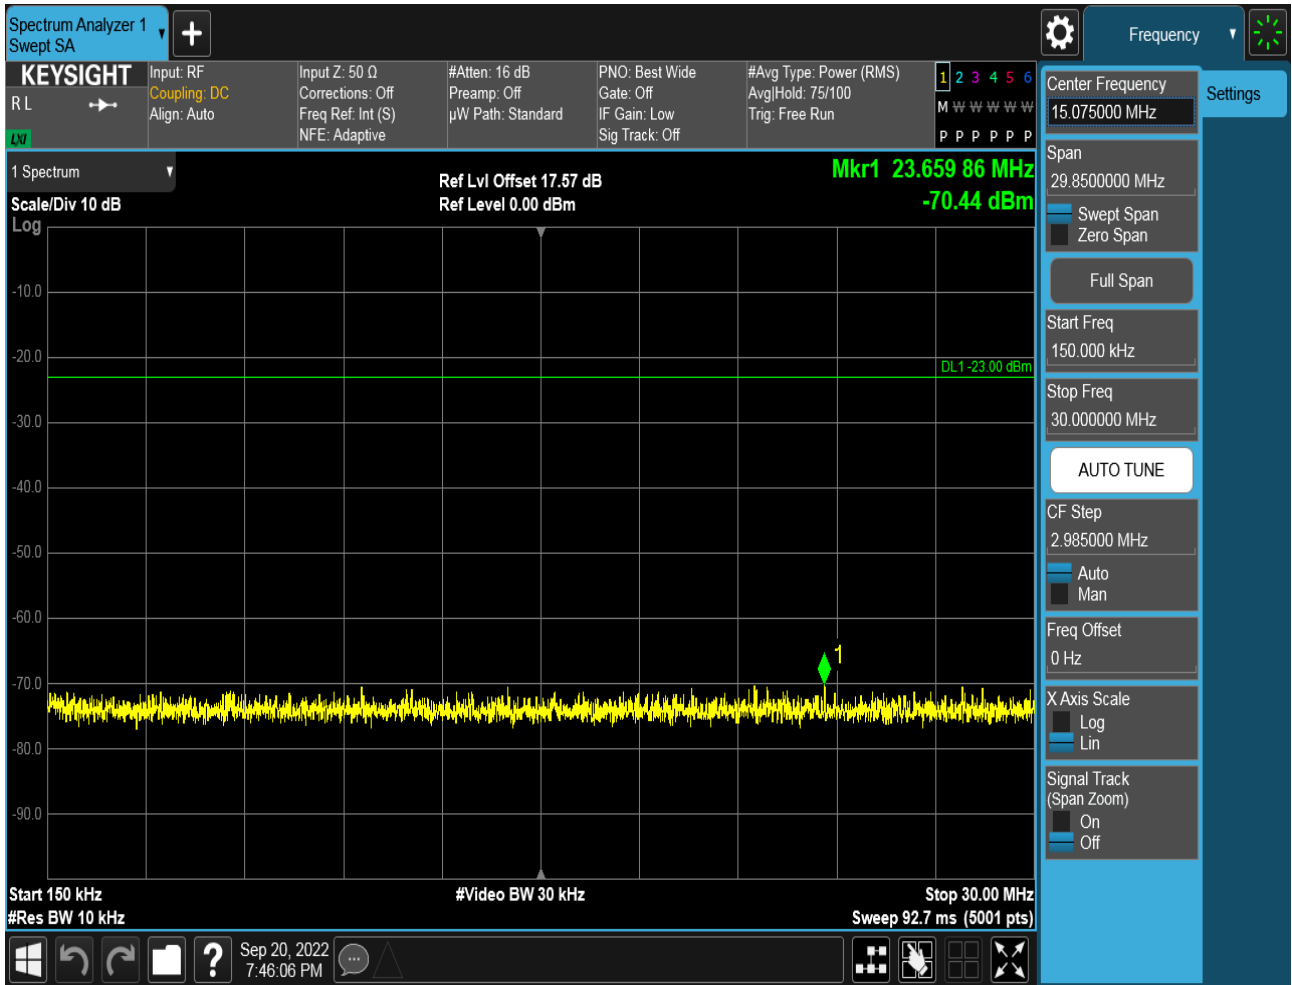 Spectrum Analyzer 1
Swept SA
Frequency
KEYSIGHT
R L
LXI
Input: RF
Coupling: DC
Align: Auto
Input Z: 50 Ω
Corrections: Off
Freq Ref: Int (S)
NFE: Adaptive
#Atten: 16 dB
Preamp: Off
µW Path: Standard
PNO: Best Wide
Gate: Off
IF Gain: Low
Sig Track: Off
#Avg Type: Power (RMS)
Avg|Hold: 75/100
Trig: Free Run
1 2 3 4 5 6
M W W W W W
P P P P P P
1 Spectrum
Scale/Div 10 dB
Log
Ref Lvl Offset 17.57 dB
Ref Level 0.00 dBm
Mkr1 23.659 86 MHz
-70.44 dBm
-10.0
-20.0
DL1 -23.00 dBm
-30.0
-40.0
-50.0
-60.0
1
-70.0
-80.0
-90.0
Start 150 kHz
#Video BW 30 kHz
Stop 30.00 MHz
#Res BW 10 kHz
Sweep 92.7 ms (5001 pts)
Center Frequency
15.075000 MHz
Settings
Span
29.8500000 MHz
Swept Span
Zero Span
Full Span
Start Freq
150.000 kHz
Stop Freq
30.000000 MHz
AUTO TUNE
CF Step
2.985000 MHz
Auto
Man
Freq Offset
0 Hz
X Axis Scale
Log
Lin
Signal Track
(Span Zoom)
On
Off
?
Sep 20, 2022
7:46:06 PM